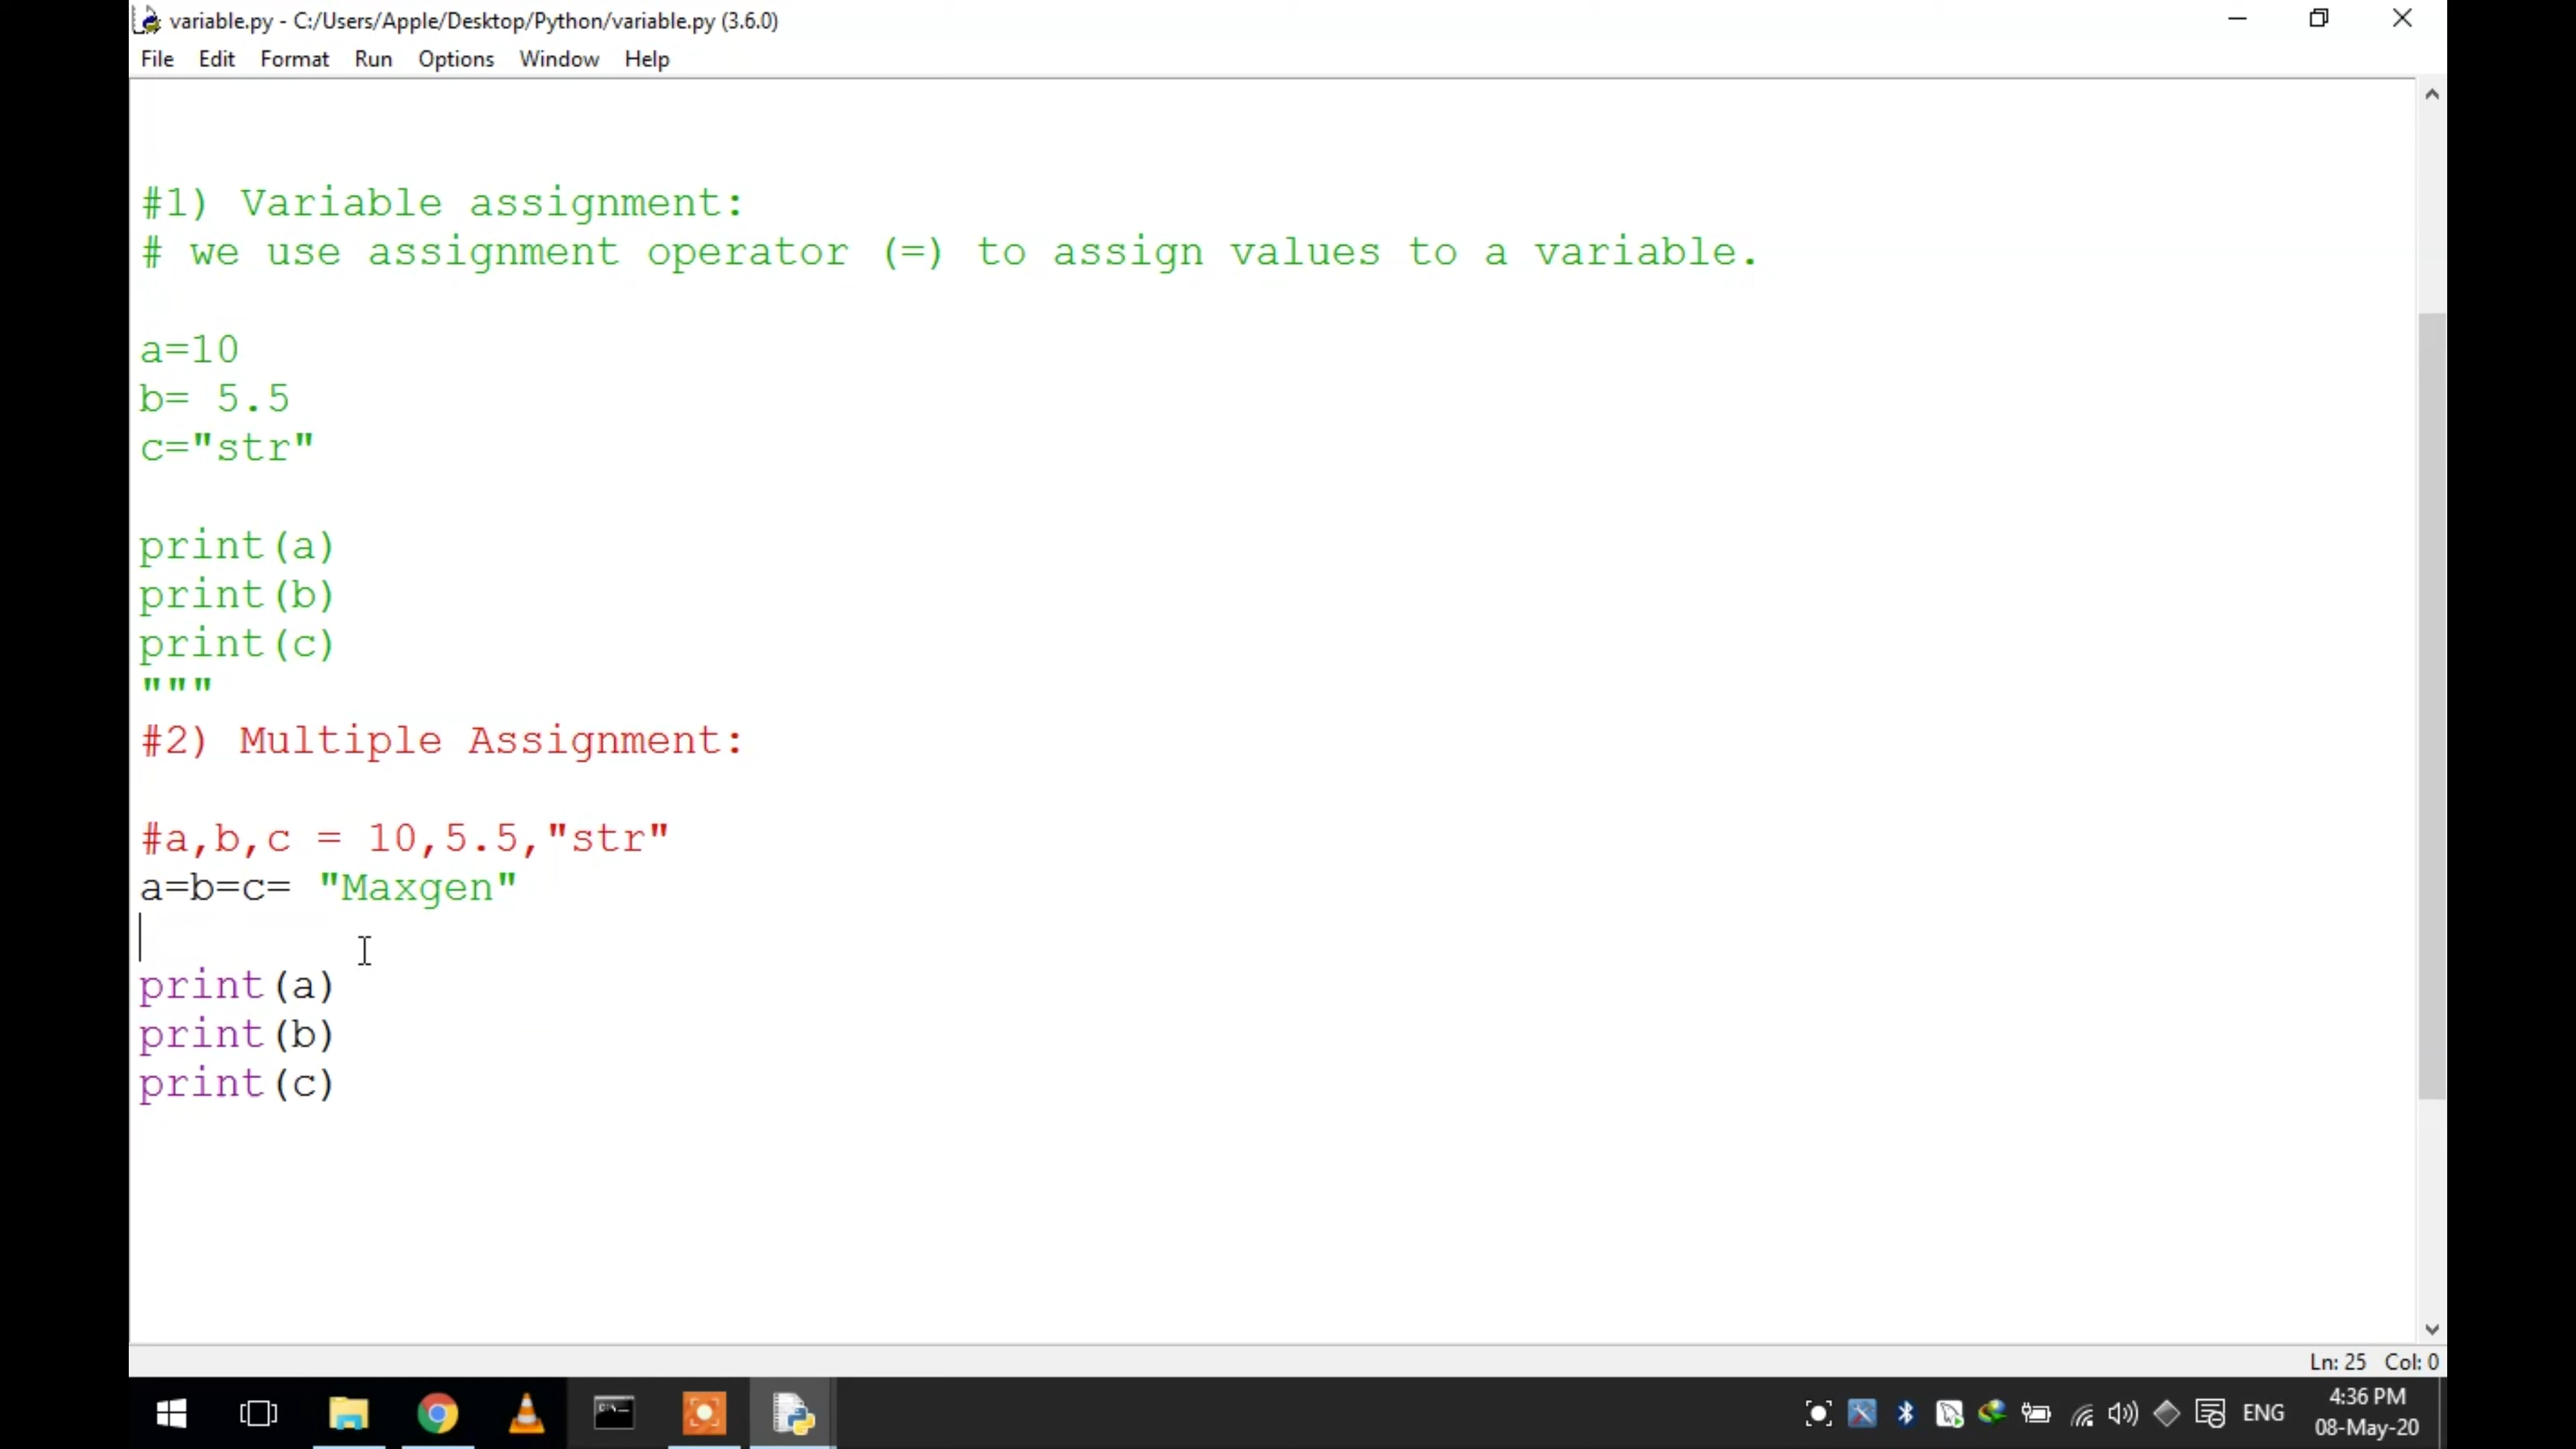 variable.py - C:/Users/Apple/Desktop/Python/variable.py (3.6.0)
File Edit Format Run Options Window Help
#1) Variable assignment:
# we use assignment operator (=) to assign values to a variable.
a=10
b= 5.5
c="str"
print(a)
print(b)
print(c)
"""
#2) Multiple Assignment:
#a,b,c = 10,5.5,"str"
a=b=c= "Maxgen"
print(a)
print(b)
print(c)
Ln: 25 Col: 0
ENG
4:36 PM
08-May-20